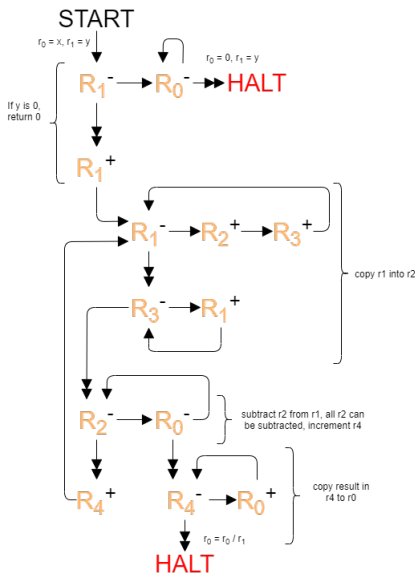 START
r₀ = x, r₁ = y
r₀ = 0, r₁ = y
R₁⁻ R₀⁻ HALT
If y is 0,
return 0
R₁⁺
R₁⁻ R₂⁺ R₃⁺
copy r1 into r2
R₃⁻ R₁⁺
R₂⁻ R₀⁻
subtract r2 from r1, all r2 can
be subtracted, increment r4
R₄⁺ R₄⁻ R₀⁺
copy result in
r4 to r0
r₀ = r₀ / r₁
HALT